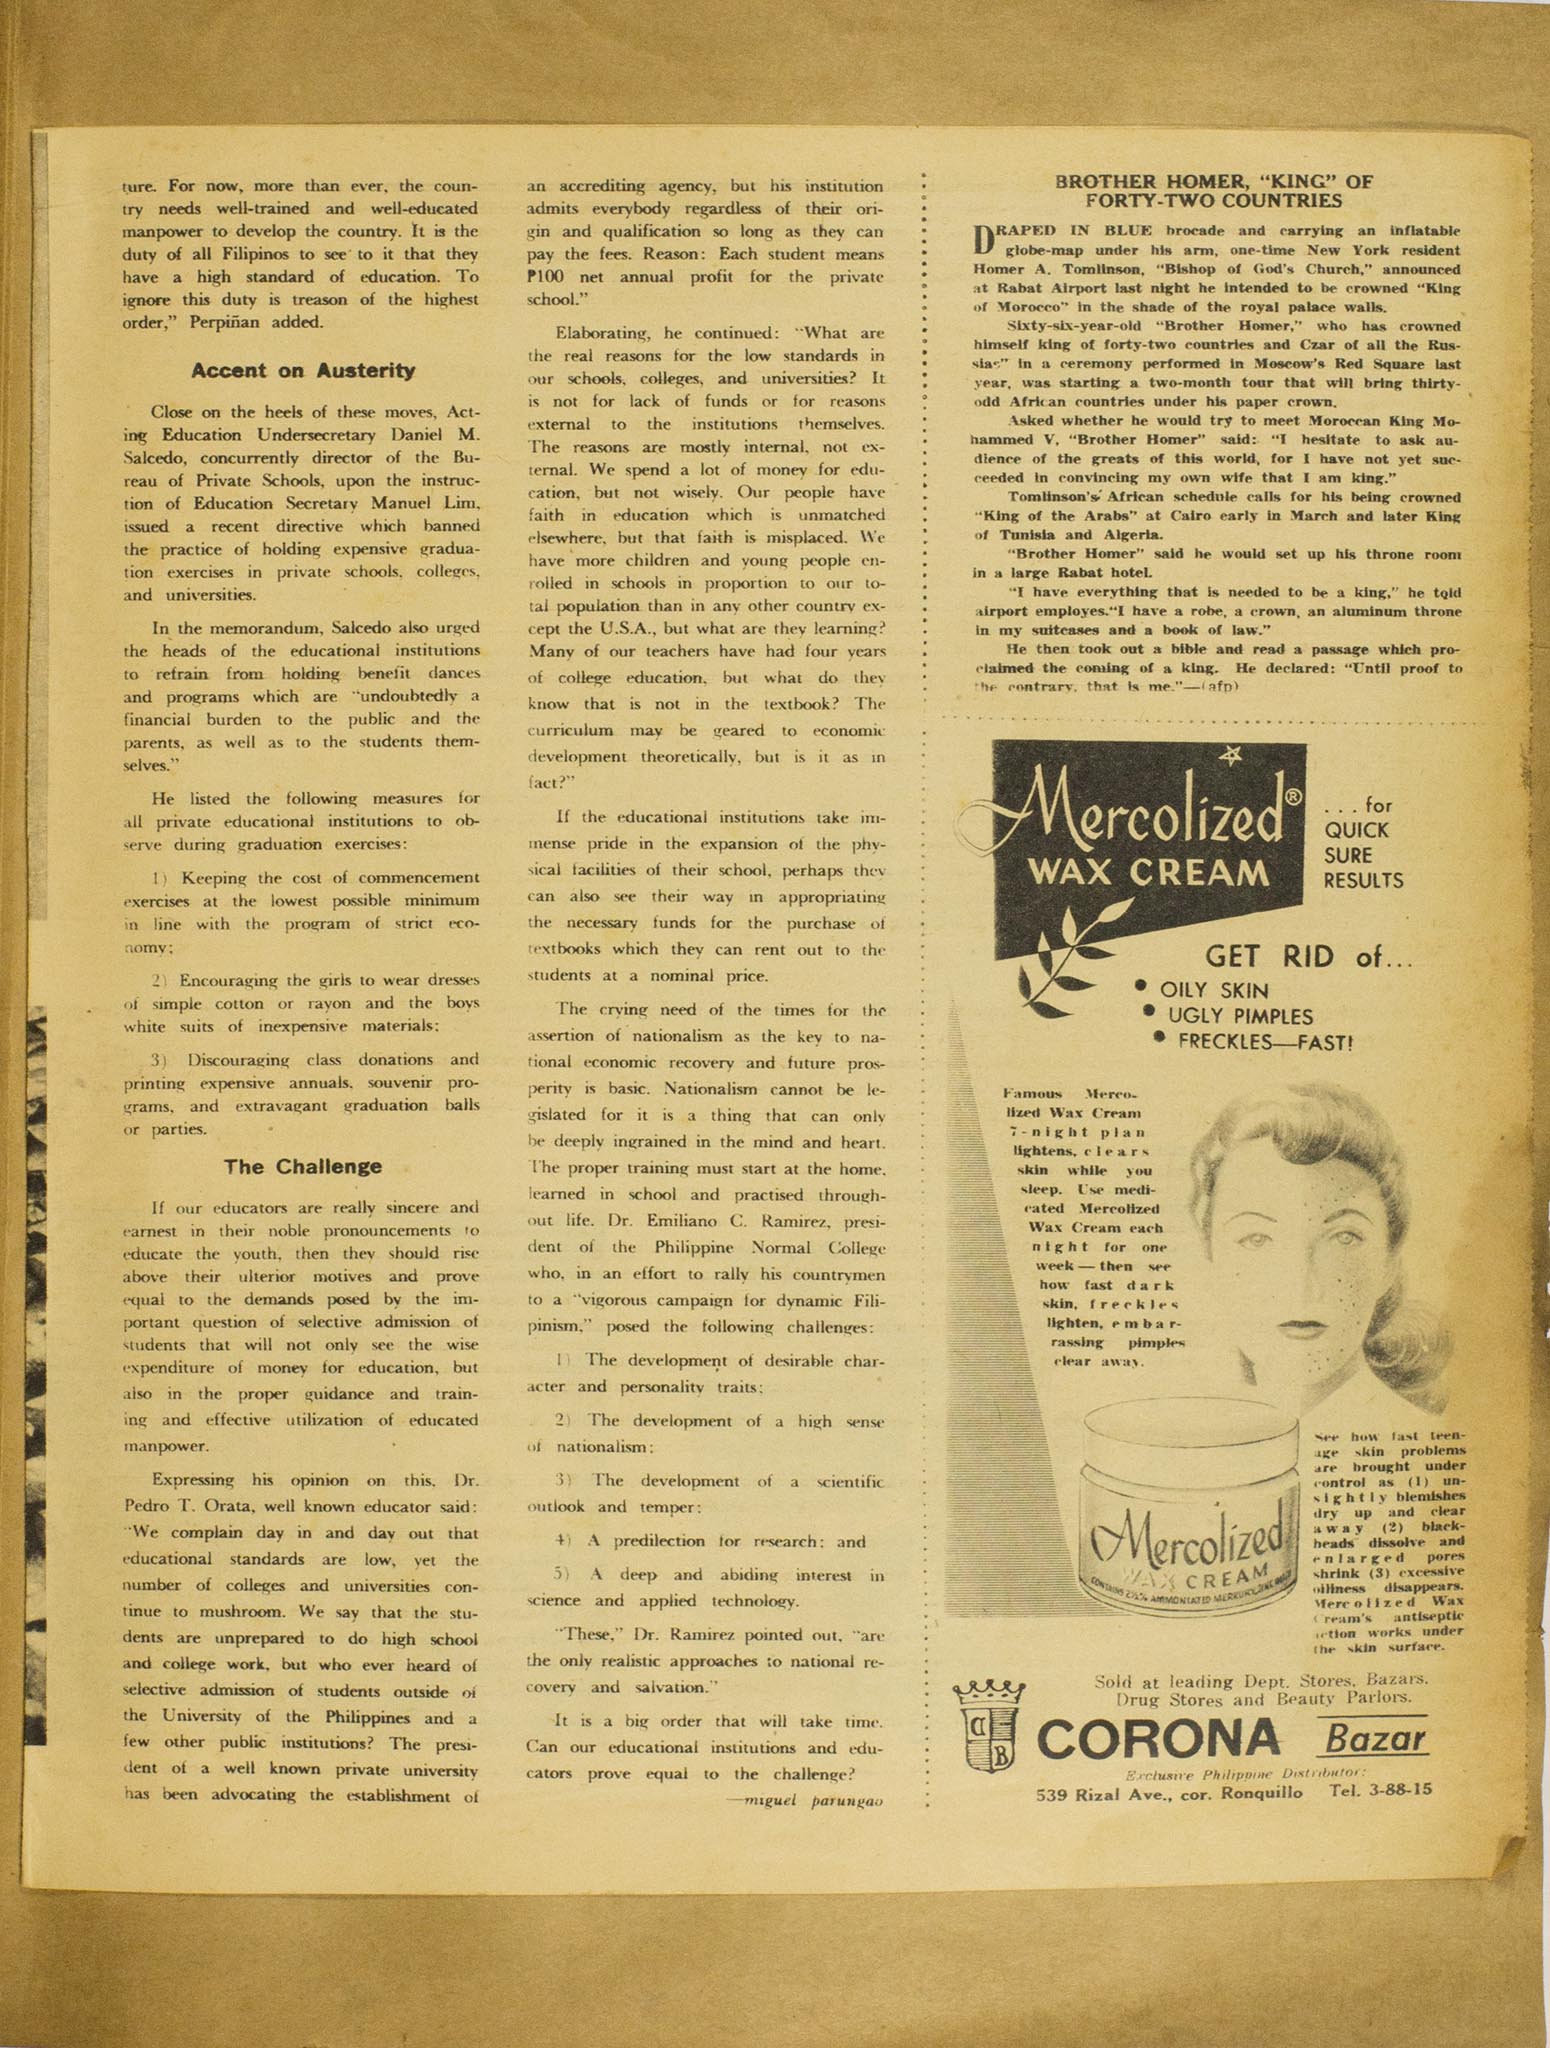 ture. For now, more than ever, the coun-
try needs well-trained and well-educated
manpower to develop the country. It is the
duty of all Filipinos to see to it that they
have a high standard of education. To
ignore this duty is treason of the highest
order,” Perpiñan added.
Accent on Austerity
Close on the heels of these moves, Act-
ing Education Undersecretary Daniel M.
Salcedo, concurrently director of the Bu-
reau of Private Schools, upon the instruc-
tion of Education Secretary Manuel Lim,
issued a recent directive which banned
the practice of holding expensive gradua-
tion exercises in private schools, colleges,
and universities.
In the memorandum, Salcedo also urged
the heads of the educational institutions
to refrain from holding benefit dances
and programs which are “undoubtedly a
financial burden to the public and the
parents, as well as to the students them-
selves.”
He listed the following measures for
all private educational institutions to ob-
serve during graduation exercises:
1) Keeping the cost of commencement
exercises at the lowest possible minimum
in line with the program of strict eco-
nomy;
2) Encouraging the girls to wear dresses
of simple cotton or rayon and the boys
white suits of inexpensive materials;
3) Discouraging class donations and
printing expensive annuals, souvenir pro-
grams, and extravagant graduation balls
or parties.
The Challenge
If our educators are really sincere and
earnest in their noble pronouncements to
educate the youth, then they should rise
above their ulterior motives and prove
equal to the demands posed by the im-
portant question of selective admission of
students that will not only see the wise
expenditure of money for education, but
also in the proper guidance and train-
ing and effective utilization of educated
manpower.
Expressing his opinion on this, Dr.
Pedro T. Orata, well known educator said:
“We complain day in and day out that
educational standards are low, yet the
number of colleges and universities con-
tinue to mushroom. We say that the stu-
dents are unprepared to do high school
and college work, but who ever heard of
selective admission of students outside of
the University of the Philippines and a
few other public institutions? The presi-
dent of a well known private university
has been advocating the establishment of
an accrediting agency, but his institution
admits everybody regardless of their ori-
gin and qualification so long as they can
pay the fees. Reason: Each student means
₱100 net annual profit for the private
school.”
Elaborating, he continued: “What are
the real reasons for the low standards in
our schools, colleges, and universities? It
is not for lack of funds or for reasons
external to the institutions themselves.
The reasons are mostly internal, not ex-
ternal. We spend a lot of money for edu-
cation, but not wisely. Our people have
faith in education which is unmatched
elsewhere, but that faith is misplaced. We
have more children and young people en-
rolled in schools in proportion to our to-
tal population than in any other country ex-
cept the U.S.A., but what are they learning?
Many of our teachers have had four years
of college education, but what do they
know that is not in the textbook? The
curriculum may be geared to economic
development theoretically, but is it as in
fact?”
If the educational institutions take im-
mense pride in the expansion of the phy-
sical facilities of their school, perhaps they
can also see their way in appropriating
the necessary funds for the purchase of
textbooks which they can rent out to the
students at a nominal price.
The crying need of the times for the
assertion of nationalism as the key to na-
tional economic recovery and future pros-
perity is basic. Nationalism cannot be le-
gislated for it is a thing that can only
be deeply ingrained in the mind and heart.
The proper training must start at the home,
learned in school and practised through-
out life. Dr. Emiliano C. Ramirez, presi-
dent of the Philippine Normal College
who, in an effort to rally his countrymen
to a “vigorous campaign for dynamic Fili-
pinism,” posed the following challenges:
1) The development of desirable char-
acter and personality traits;
2) The development of a high sense
of nationalism;
3) The development of a scientific
outlook and temper;
4) A predilection for research; and
5) A deep and abiding interest in
science and applied technology.
“These,” Dr. Ramirez pointed out, “are
the only realistic approaches to national re-
covery and salvation.”
It is a big order that will take time.
Can our educational institutions and edu-
cators prove equal to the challenge?
—miguel parungao
BROTHER HOMER, “KING” OF
FORTY-TWO COUNTRIES
DRAPED IN BLUE brocade and carrying an inflatable
globe-map under his arm, one-time New York resident
Homer A. Tomlinson, “Bishop of God's Church,” announced
at Rabat Airport last night he intended to be crowned “King
of Morocco” in the shade of the royal palace walls.
Sixty-six-year-old “Brother Homer,” who has crowned
himself king of forty-two countries and Czar of all the Rus-
sias” in a ceremony performed in Moscow's Red Square last
year, was starting a two-month tour that will bring thirty-
odd African countries under his paper crown.
Asked whether he would try to meet Moroccan King Mo-
hammed V, “Brother Homer” said: “I hesitate to ask au-
dience of the greats of this world, for I have not yet suc-
ceeded in convincing my own wife that I am king.”
Tomlinson's African schedule calls for his being crowned
“King of the Arabs” at Cairo early in March and later King
of Tunisia and Algeria.
“Brother Homer” said he would set up his throne room
in a large Rabat hotel.
“I have everything that is needed to be a king,” he told
airport employes.“I have a robe, a crown, an aluminum throne
in my suitcases and a book of law.”
He then took out a bible and read a passage which pro-
claimed the coming of a king. He declared: “Until proof to
the contrary, that is me.”—(afp)
Mercolized®
WAX CREAM
. . . for
QUICK
SURE
RESULTS
GET RID of...
• OILY SKIN
• UGLY PIMPLES
• FRECKLES—FAST!
Famous Merco-
lized Wax Cream
7-night plan
lightens, clears
skin while you
sleep. Use medi-
cated Mercolized
Wax Cream each
night for one
week — then see
how fast dark
skin, freckles
lighten, embar-
rassing pimples
clear away.
Mercolized
WAX CREAM
CONTAINS 2½% AMMONIATED
See how fast teen-
age skin problems
are brought under
control as (1) un-
sightly blemishes
dry up and clear
away (2) black-
heads dissolve and
enlarged pores
shrink (3) excessive
oiliness disappears.
Mercolized Wax
Cream's antiseptic
action works under
the skin surface.
Sold at leading Dept. Stores, Bazars.
Drug Stores and Beauty Parlors.
C
B
CORONA Bazar
Exclusive Philippine Distributor:
539 Rizal Ave., cor. Ronquillo Tel. 3-88-15